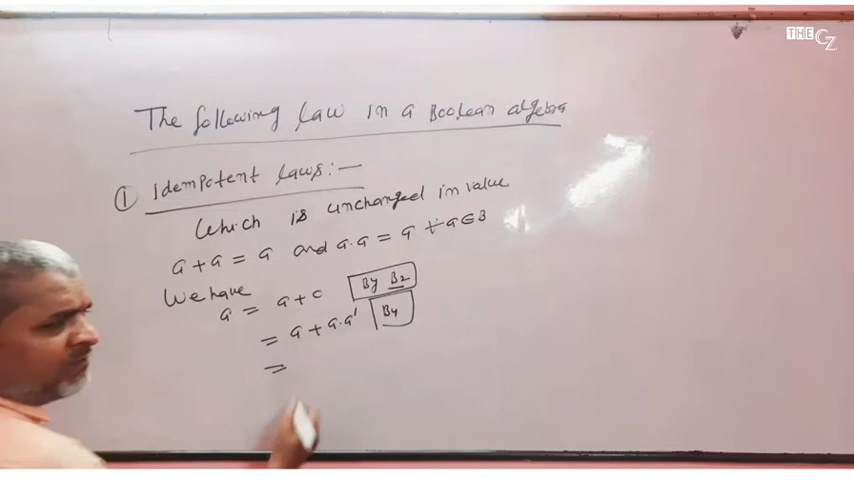 THE CZ
The following Law in a Boolean algebra
① Idempotent laws:—
Which is unchanged in value
a + a = a and a.a = a ∀ a ∈ B
We have
a = a + 0 By B2
= a + a.a' B4
=